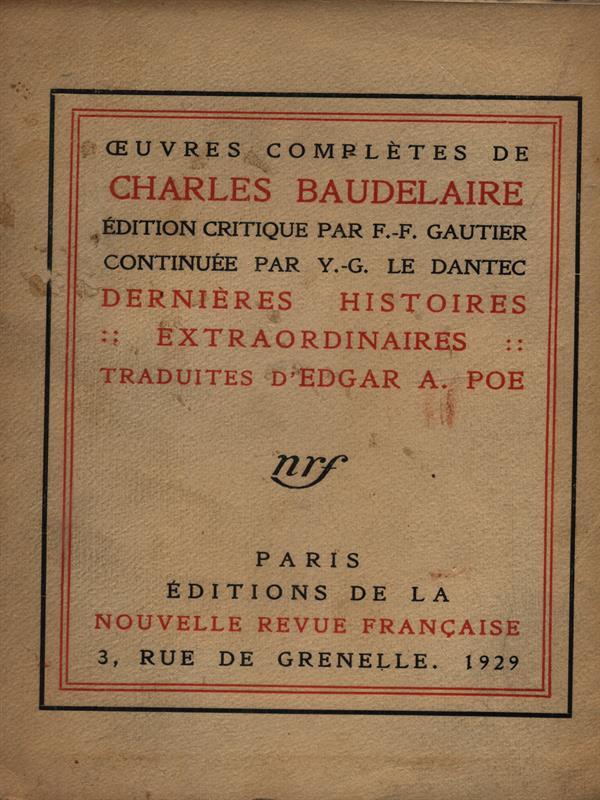 ŒUVRES COMPLÈTES DE
CHARLES BAUDELAIRE
ÉDITION CRITIQUE PAR F.-F. GAUTIER
CONTINUÉE PAR Y.-G. LE DANTEC
DERNIÈRES HISTOIRES
:: EXTRAORDINAIRES ::
TRADUITES D'EDGAR A. POE
nrf
PARIS
ÉDITIONS DE LA
NOUVELLE REVUE FRANÇAISE
3, RUE DE GRENELLE. 1929